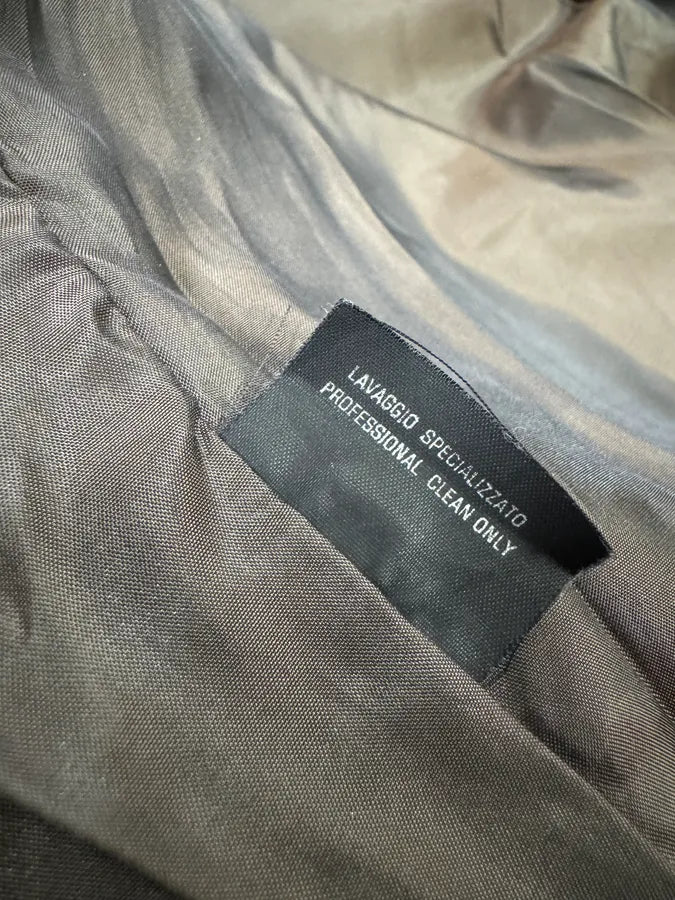 LAVAGGIO SPECIALIZZATO
PROFESSIONAL CLEAN ONLY